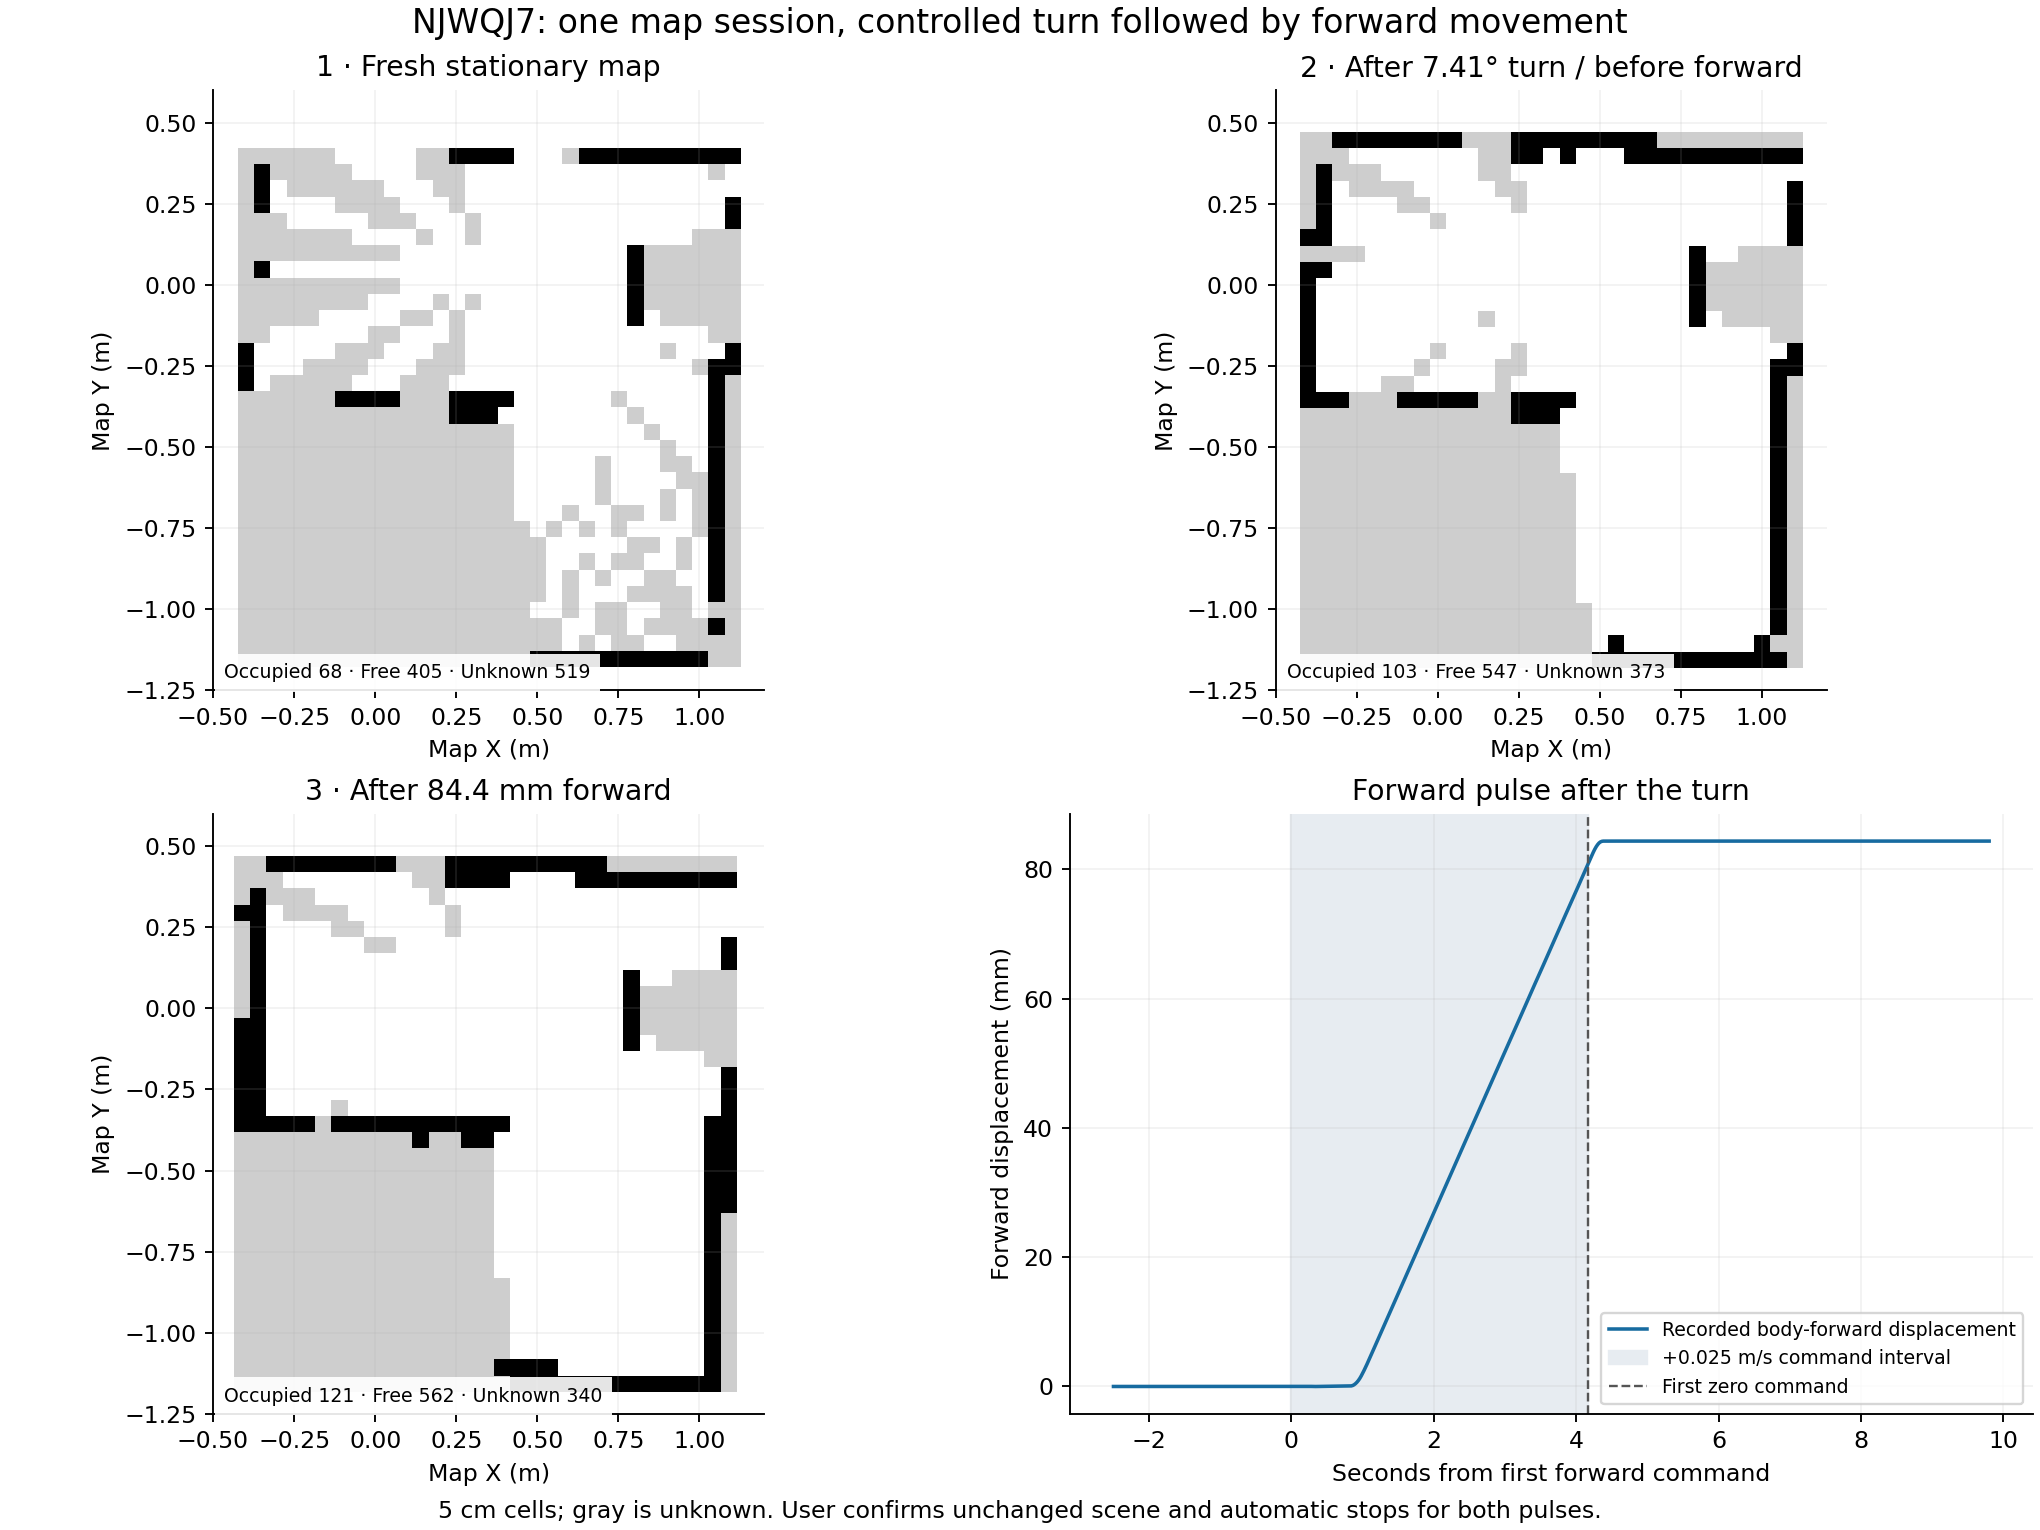 NJWQJ7: one map session, controlled turn followed by forward movement
1 · Fresh stationary map
0.50
0.25
0.00
−0.25
−0.50
−0.75
−1.00
−1.25
Map Y (m)
Occupied 68 · Free 405 · Unknown 519
−0.50 −0.25 0.00 0.25 0.50 0.75 1.00
Map X (m)
2 · After 7.41° turn / before forward
0.50
0.25
0.00
−0.25
−0.50
−0.75
−1.00
−1.25
Map Y (m)
Occupied 103 · Free 547 · Unknown 373
−0.50 −0.25 0.00 0.25 0.50 0.75 1.00
Map X (m)
3 · After 84.4 mm forward
0.50
0.25
0.00
−0.25
−0.50
−0.75
−1.00
−1.25
Map Y (m)
Occupied 121 · Free 562 · Unknown 340
−0.50 −0.25 0.00 0.25 0.50 0.75 1.00
Map X (m)
Forward pulse after the turn
80
60
40
20
0
Forward displacement (mm)
Recorded body-forward displacement
+0.025 m/s command interval
First zero command
−2 0 2 4 6 8 10
Seconds from first forward command
5 cm cells; gray is unknown. User confirms unchanged scene and automatic stops for both pulses.